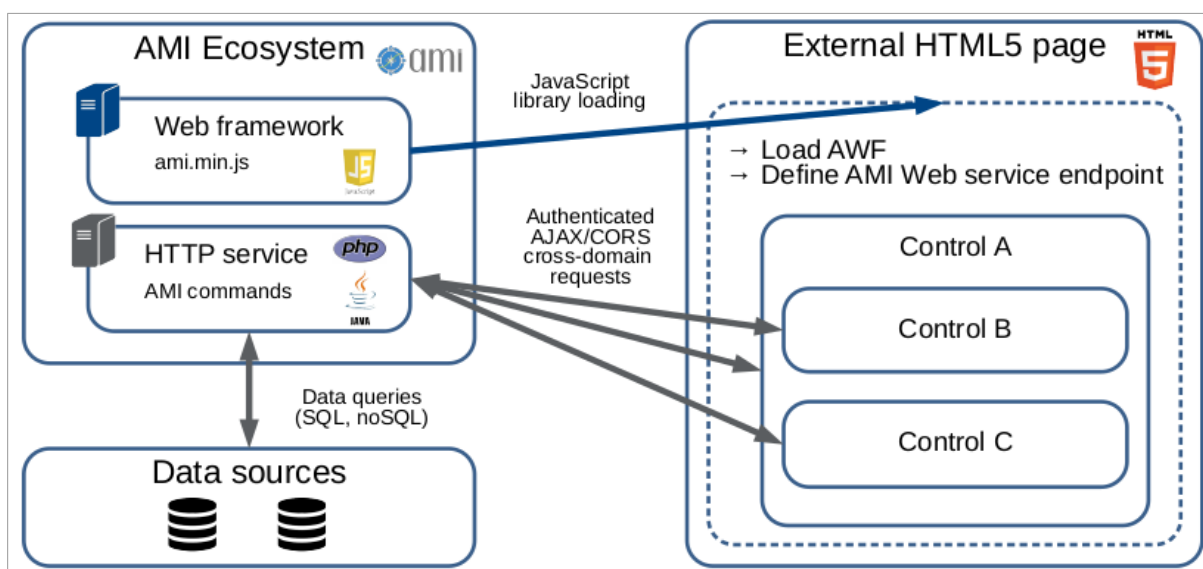 AMI Ecosystem
ami
Web framework
ami.min.js
JS
JavaScript
HTTP service
AMI commands
php
JAVA
Data queries
(SQL, noSQL)
Data sources
JavaScript
library loading
Authenticated
AJAX/CORS
cross-domain
requests
External HTML5 page
HTML
5
→ Load AWF
→ Define AMI Web service endpoint
Control A
Control B
Control C